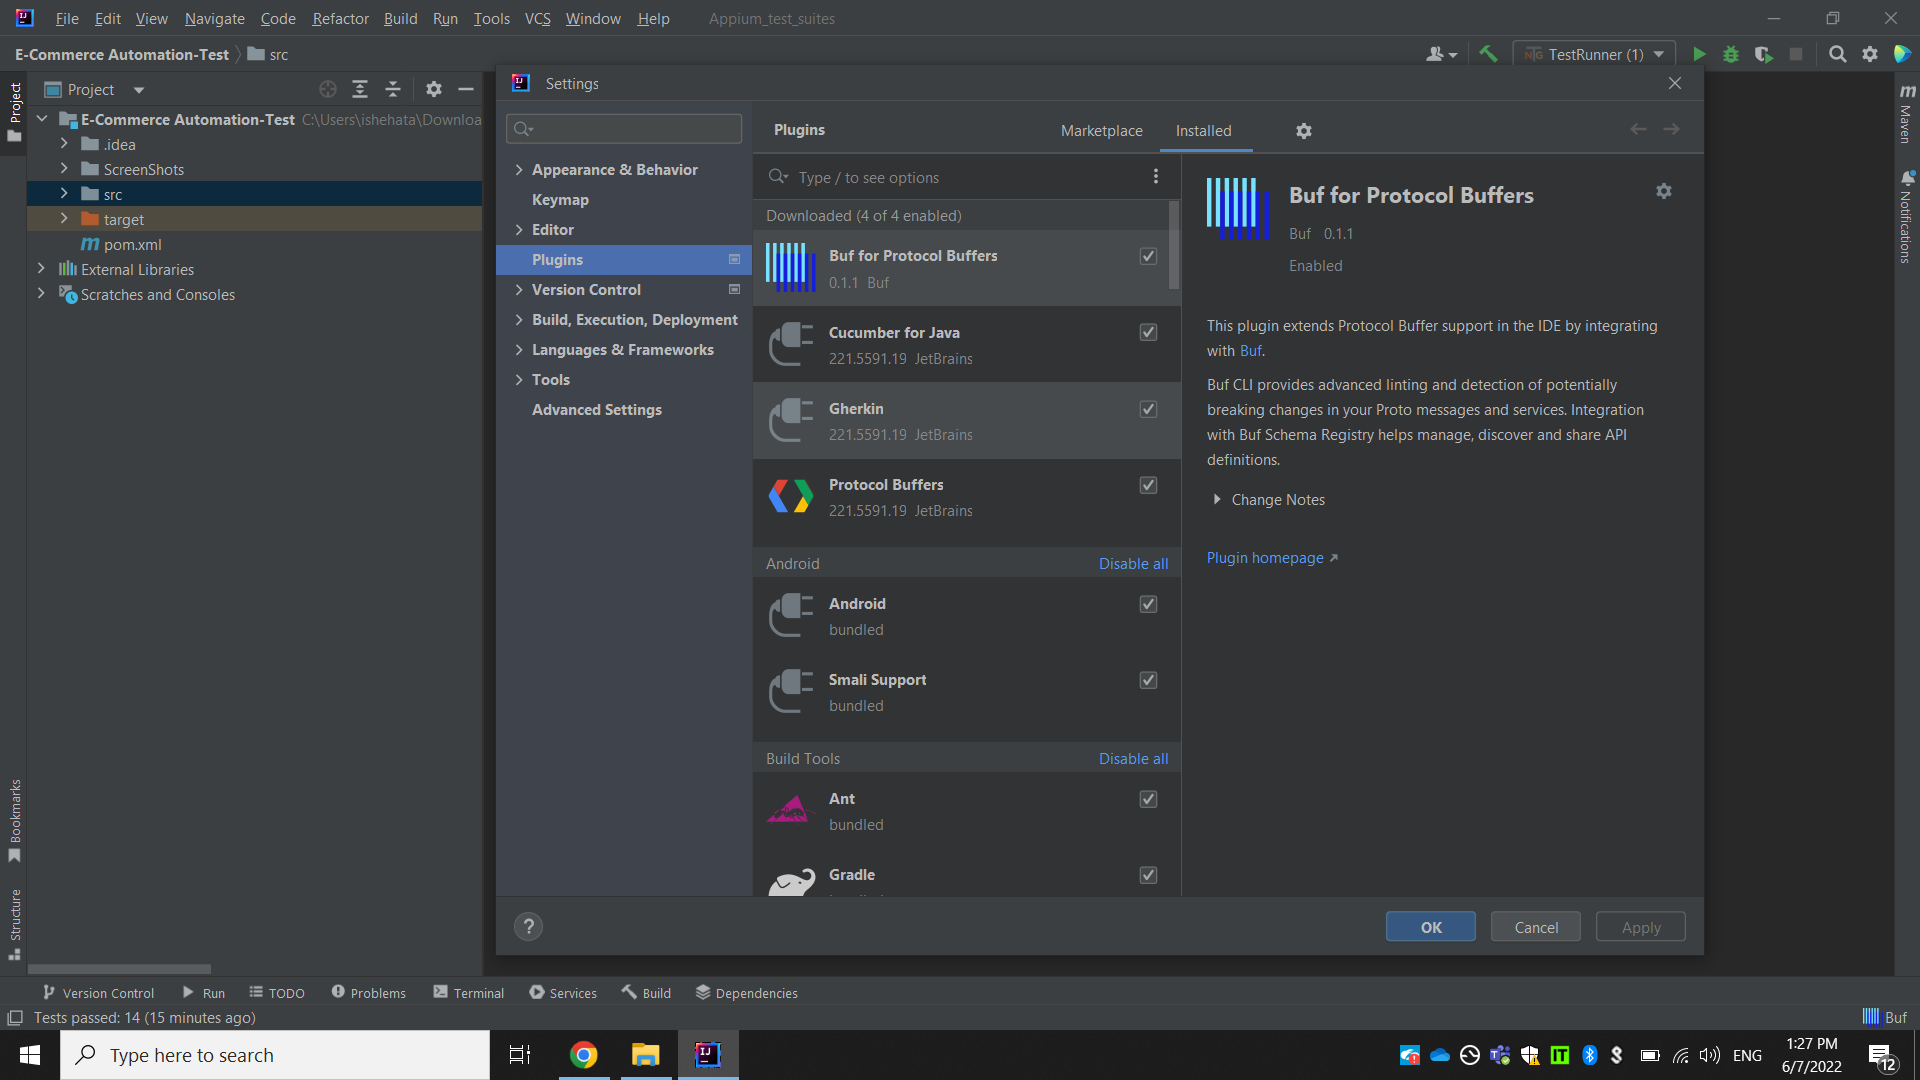 File Edit View Navigate Code Refactor Build Run Tools VCS Window Help Appium_test_suites
E-Commerce Automation-Test src TestRunner (1)
Project
Project
E-Commerce Automation-Test C:\Users\ishehata\Downloa
.idea
ScreenShots
src
target
pom.xml
External Libraries
Scratches and Consoles
Bookmarks
Structure
Settings
Appearance & Behavior
Keymap
Editor
Plugins
Version Control
Build, Execution, Deployment
Languages & Frameworks
Tools
Advanced Settings
Plugins Marketplace Installed
Type / to see options
Downloaded (4 of 4 enabled)
Buf for Protocol Buffers
0.1.1 Buf
Cucumber for Java
221.5591.19 JetBrains
Gherkin
221.5591.19 JetBrains
Protocol Buffers
221.5591.19 JetBrains
Android Disable all
Android
bundled
Smali Support
bundled
Build Tools Disable all
Ant
bundled
Gradle
Buf for Protocol Buffers
Buf 0.1.1
Enabled
This plugin extends Protocol Buffer support in the IDE by integrating
with Buf.
Buf CLI provides advanced linting and detection of potentially
breaking changes in your Proto messages and services. Integration
with Buf Schema Registry helps manage, discover and share API
definitions.
Change Notes
Plugin homepage
? OK Cancel Apply
m Maven
Notifications
Version Control Run TODO Problems Terminal Services Build Dependencies
Tests passed: 14 (15 minutes ago) Buf
Type here to search ENG 1:27 PM
6/7/2022 12